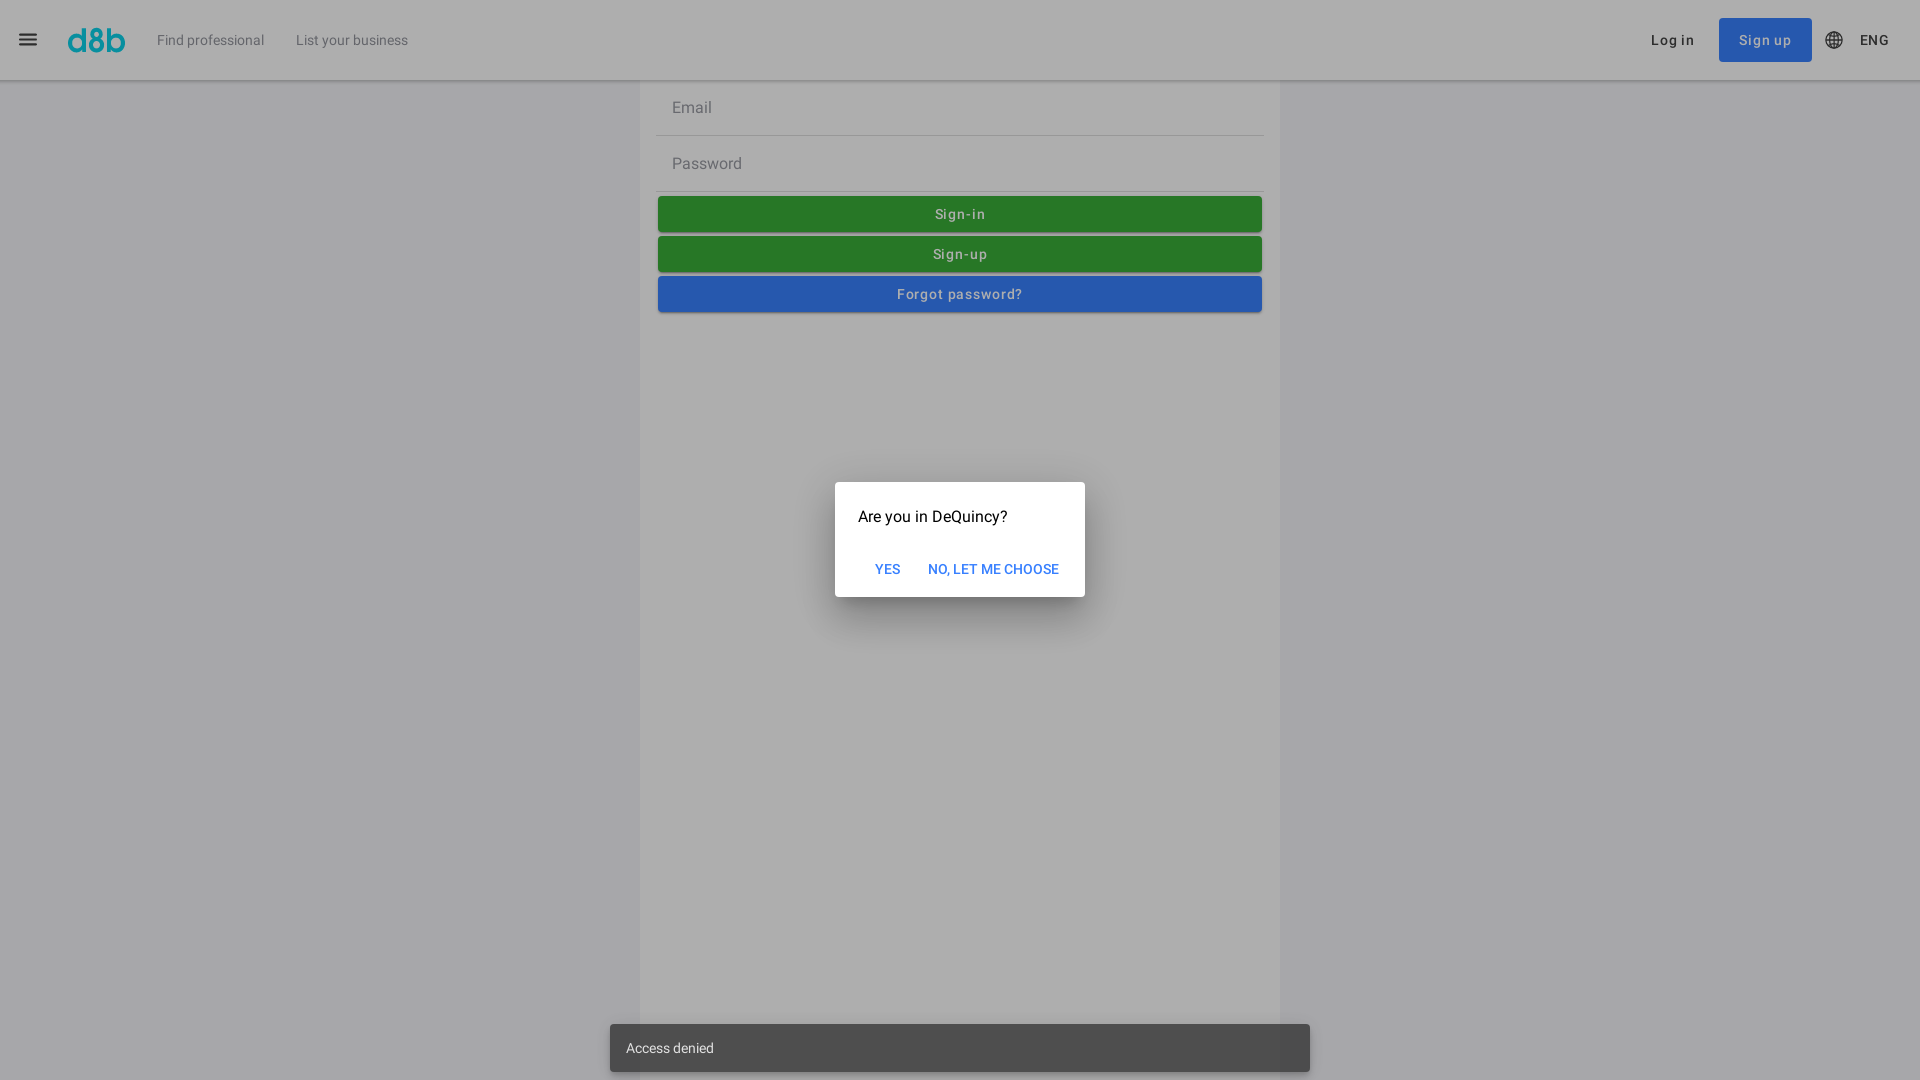 d8b
Find professional
List your business
Log in
Sign up
ENG
Email
Password
Sign-in
Sign-up
Forgot password?
Are you in DeQuincy?
YES
NO, LET ME CHOOSE
Access denied